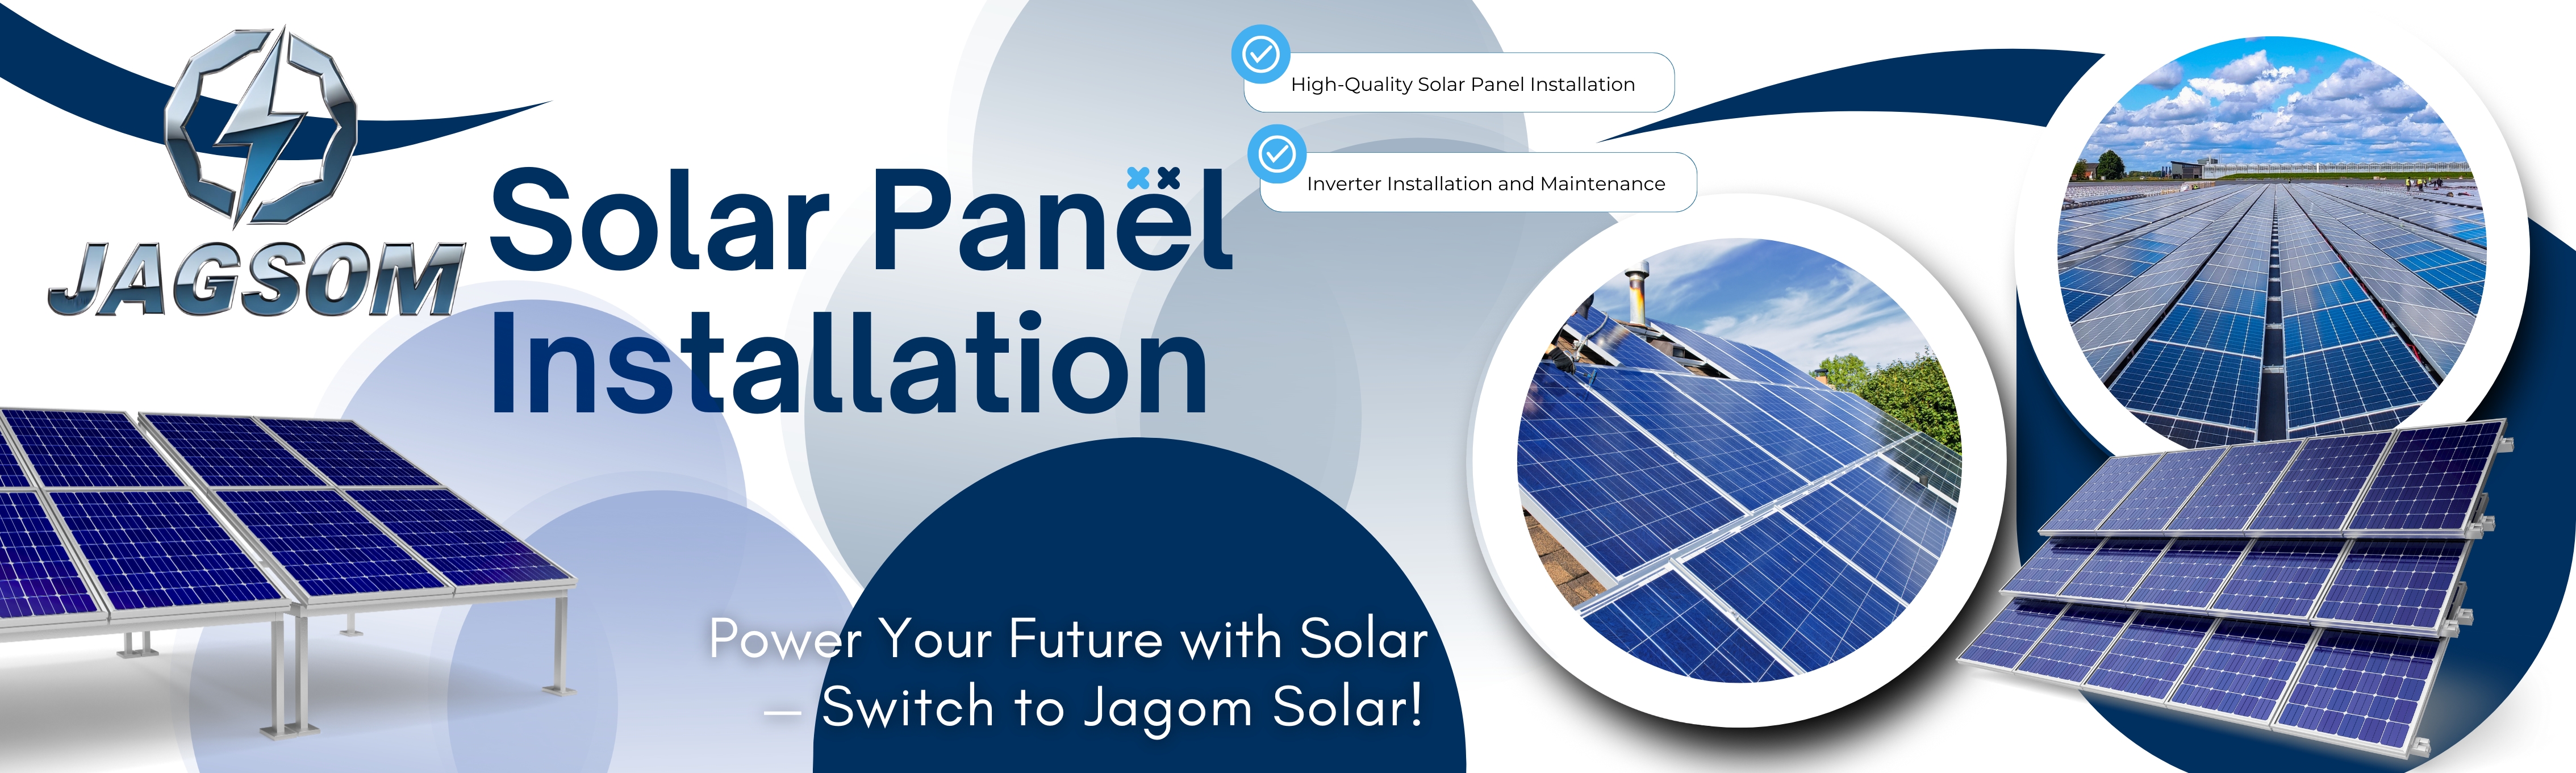 JAGSOM
Solar Panel
Installation
High-Quality Solar Panel Installation
Inverter Installation and Maintenance
Power Your Future with Solar
– Switch to Jagom Solar!